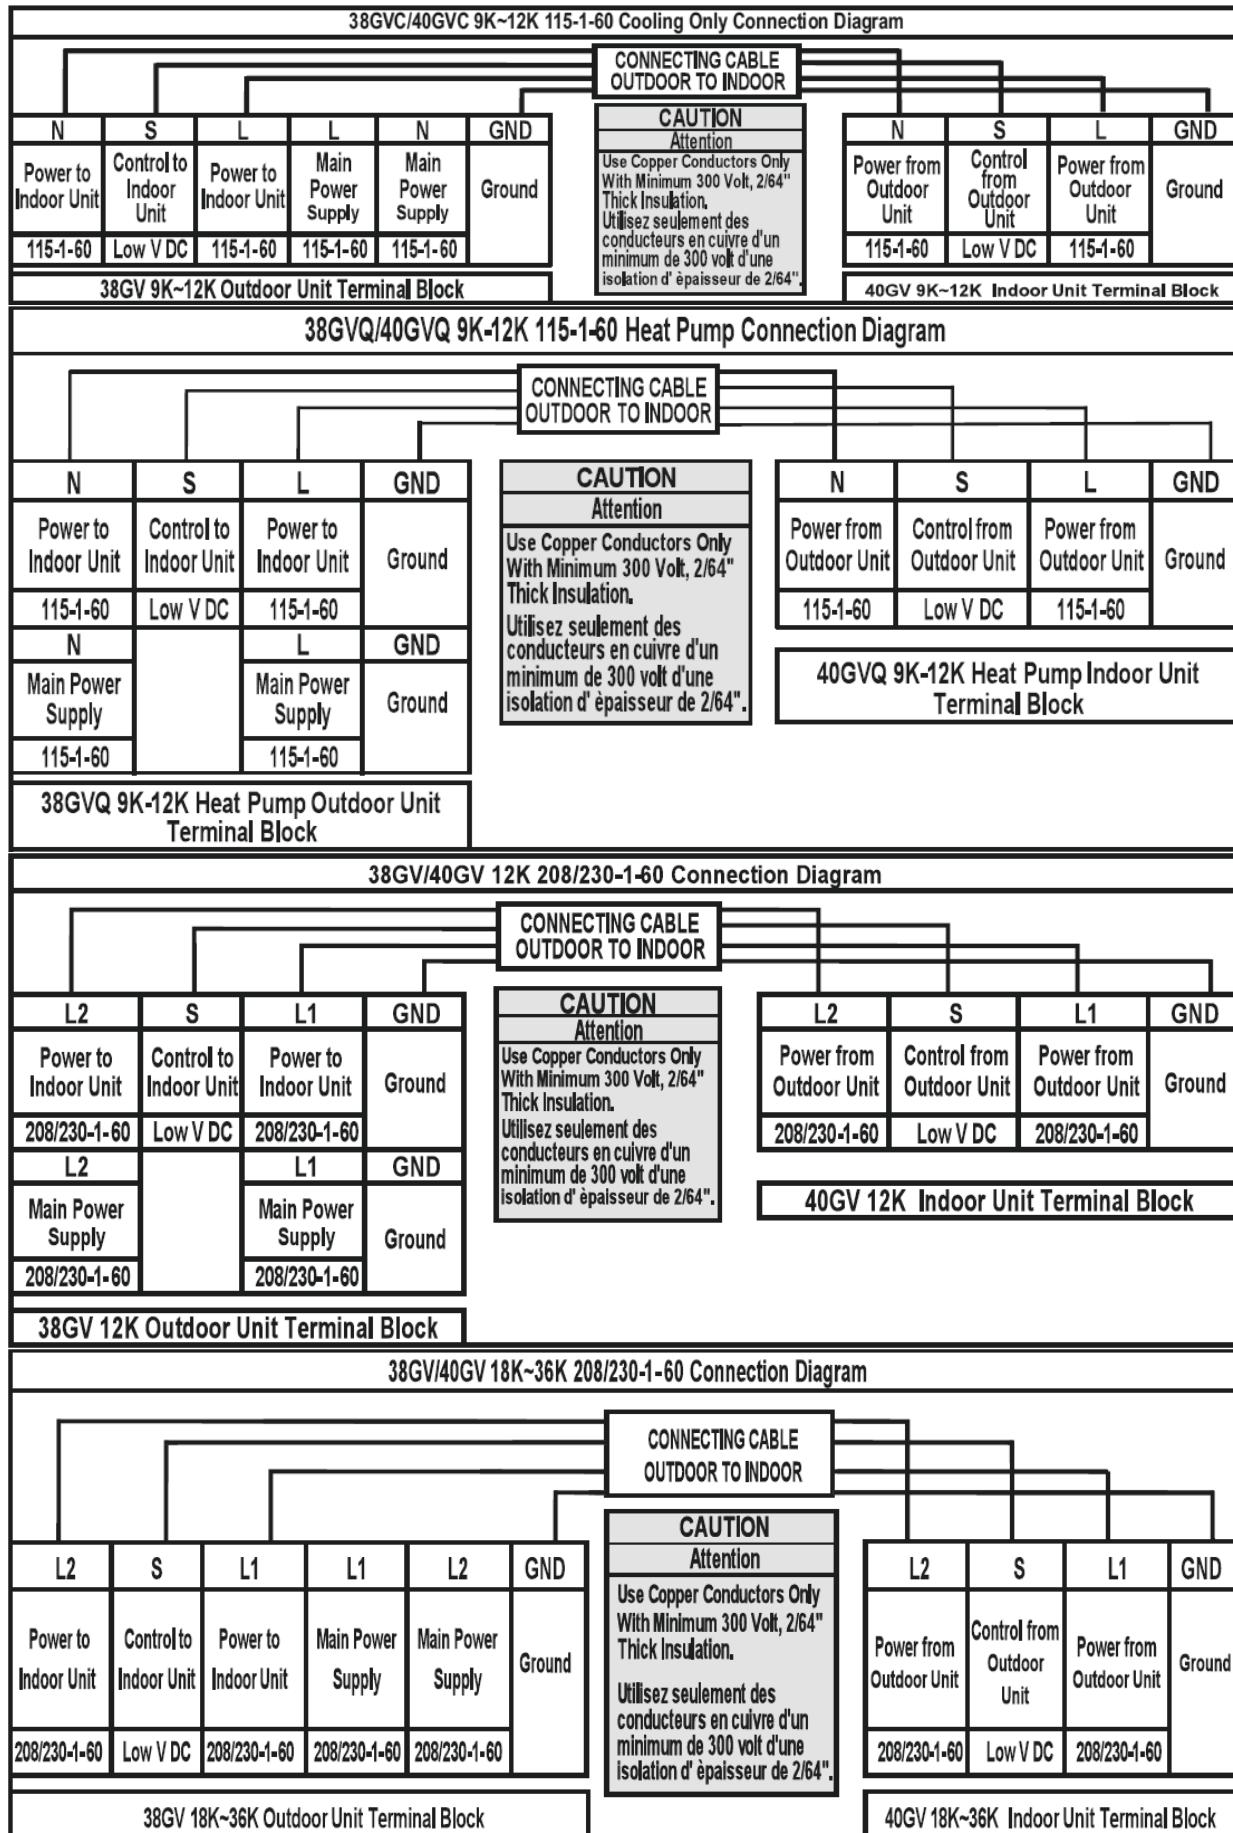 38GVC/40GVC 9K~12K 115-1-60 Cooling Only Connection Diagram
CONNECTING CABLE
OUTDOOR TO INDOOR
N S L L N GND
Power to
Indoor Unit
Control to
Indoor
Unit
Power to
Indoor Unit
Main
Power
Supply
Main
Power
Supply
Ground
115-1-60 Low V DC 115-1-60 115-1-60 115-1-60
38GV 9K~12K Outdoor Unit Terminal Block
CAUTION
Attention
Use Copper Conductors Only
With Minimum 300 Volt, 2/64"
Thick Insulation.
Utilisez seulement des
conducteurs en cuivre d'un
minimum de 300 volt d'une
isolation d' èpaisseur de 2/64".
N S L GND
Power from
Outdoor
Unit
Control
from
Outdoor
Unit
Power from
Outdoor
Unit
Ground
115-1-60 Low V DC 115-1-60
40GV 9K~12K Indoor Unit Terminal Block
38GVQ/40GVQ 9K-12K 115-1-60 Heat Pump Connection Diagram
CONNECTING CABLE
OUTDOOR TO INDOOR
N S L GND
Power to
Indoor Unit
Control to
Indoor Unit
Power to
Indoor Unit
Ground
115-1-60 Low V DC 115-1-60
N L GND
Main Power
Supply
Main Power
Supply
Ground
115-1-60 115-1-60
38GVQ 9K-12K Heat Pump Outdoor Unit
Terminal Block
CAUTION
Attention
Use Copper Conductors Only
With Minimum 300 Volt, 2/64"
Thick Insulation.
Utilisez seulement des
conducteurs en cuivre d'un
minimum de 300 volt d'une
isolation d' èpaisseur de 2/64".
N S L GND
Power from
Outdoor Unit
Control from
Outdoor Unit
Power from
Outdoor Unit
Ground
115-1-60 Low V DC 115-1-60
40GVQ 9K-12K Heat Pump Indoor Unit
Terminal Block
38GV/40GV 12K 208/230-1-60 Connection Diagram
CONNECTING CABLE
OUTDOOR TO INDOOR
L2 S L1 GND
Power to
Indoor Unit
Control to
Indoor Unit
Power to
Indoor Unit
Ground
208/230-1-60 Low V DC 208/230-1-60
L2 L1 GND
Main Power
Supply
Main Power
Supply
Ground
208/230-1-60 208/230-1-60
38GV 12K Outdoor Unit Terminal Block
CAUTION
Attention
Use Copper Conductors Only
With Minimum 300 Volt, 2/64"
Thick Insulation.
Utilisez seulement des
conducteurs en cuivre d'un
minimum de 300 volt d'une
isolation d' èpaisseur de 2/64".
L2 S L1 GND
Power from
Outdoor Unit
Control from
Outdoor Unit
Power from
Outdoor Unit
Ground
208/230-1-60 Low V DC 208/230-1-60
40GV 12K Indoor Unit Terminal Block
38GV/40GV 18K~36K 208/230-1-60 Connection Diagram
CONNECTING CABLE
OUTDOOR TO INDOOR
L2 S L1 L1 L2 GND
Power to
Indoor Unit
Control to
Indoor Unit
Power to
Indoor Unit
Main Power
Supply
Main Power
Supply
Ground
208/230-1-60 Low V DC 208/230-1-60 208/230-1-60 208/230-1-60
38GV 18K~36K Outdoor Unit Terminal Block
CAUTION
Attention
Use Copper Conductors Only
With Minimum 300 Volt, 2/64"
Thick Insulation.
Utilisez seulement des
conducteurs en cuivre d'un
minimum de 300 volt d'une
isolation d' èpaisseur de 2/64".
L2 S L1 GND
Power from
Outdoor Unit
Control from
Outdoor
Unit
Power from
Outdoor Unit
Ground
208/230-1-60 Low V DC 208/230-1-60
40GV 18K~36K Indoor Unit Terminal Block